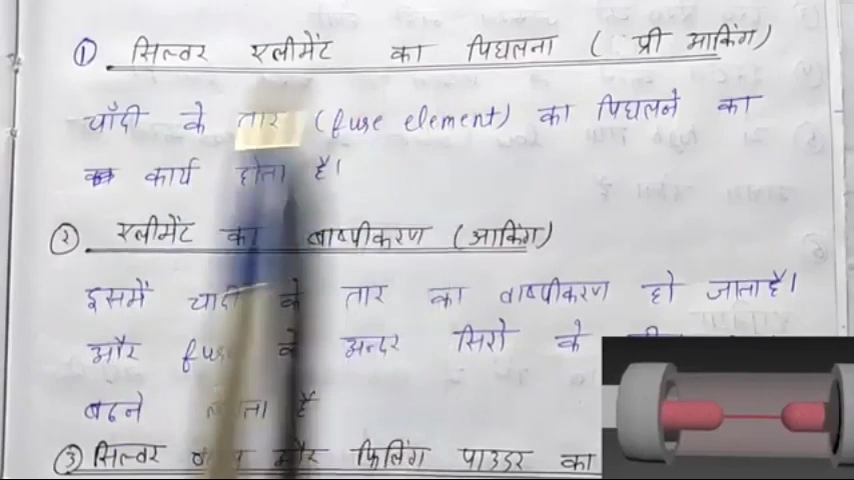 ① सिल्वर एलीमेंट का पिघलना ( प्री आर्किंग )
चाँदी के तार (fuse element) का पिघलने का
कार्य होता है।
② एलीमेंट का बाष्पीकरण (आर्किंग)
इसमें चादी के तार का वाष्पीकरण हो जाता है।
और के अन्दर सिरो के
बढने है
③ सिल्वर और फिलिंग पाउडर का